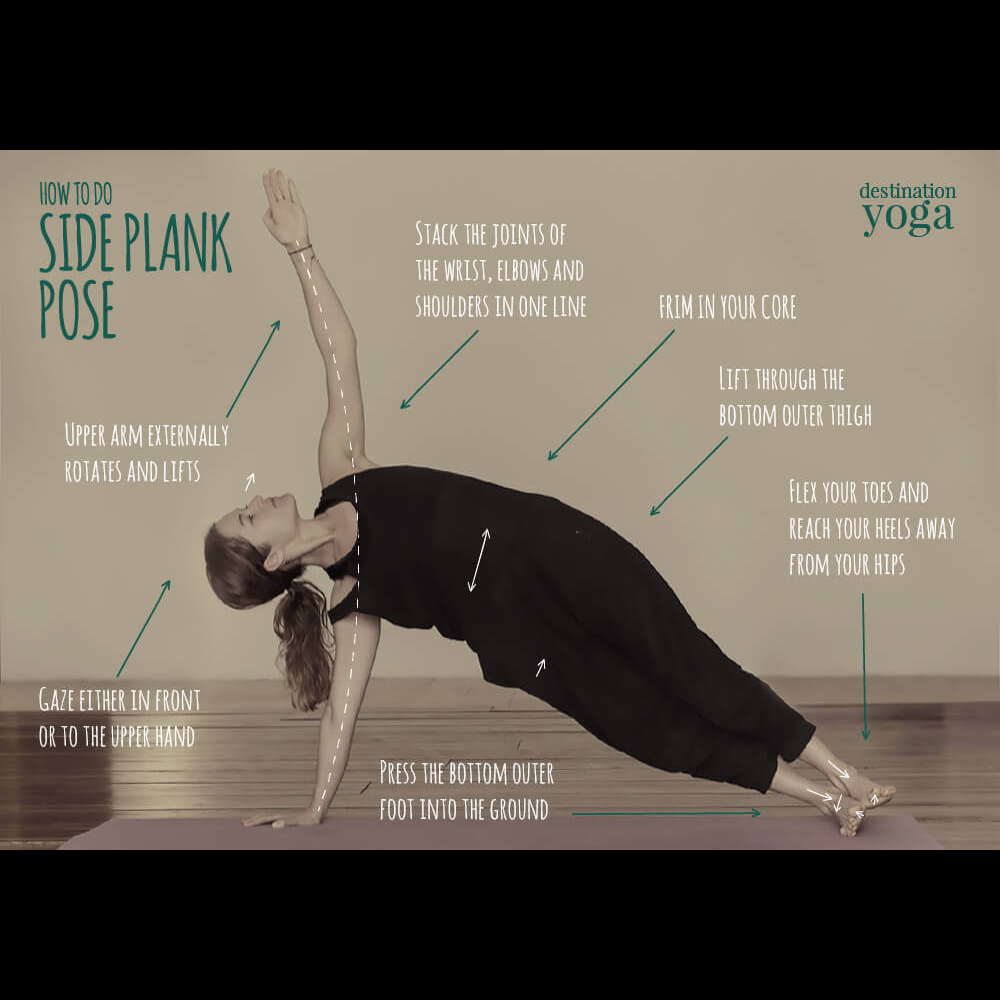 HOW TO DO
SIDE PLANK
POSE
destination
yoga
STACK THE JOINTS OF
THE WRIST, ELBOWS AND
SHOULDERS IN ONE LINE
FRIM IN YOUR CORE
LIFT THROUGH THE
BOTTOM OUTER THIGH
UPPER ARM EXTERNALLY
ROTATES AND LIFTS
FLEX YOUR TOES AND
REACH YOUR HEELS AWAY
FROM YOUR HIPS
GAZE EITHER IN FRONT
OR TO THE UPPER HAND
PRESS THE BOTTOM OUTER
FOOT INTO THE GROUND